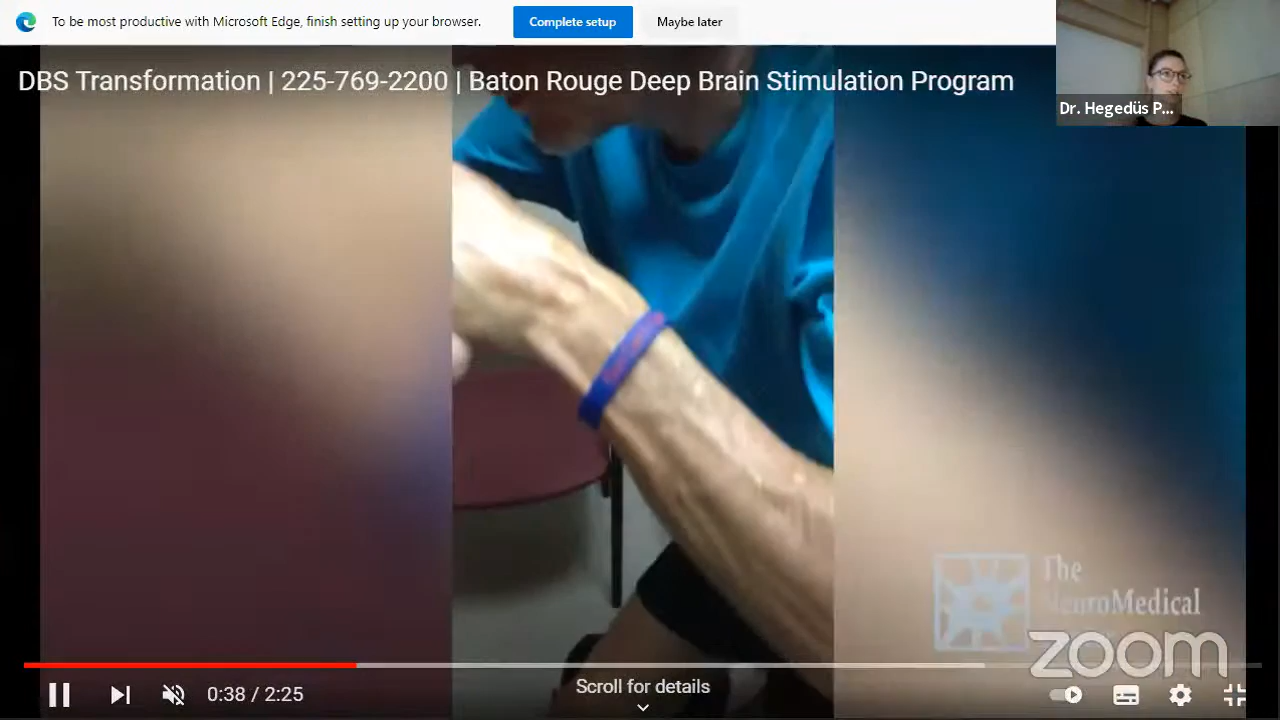 To be most productive with Microsoft Edge, finish setting up your browser.
Complete setup
Maybe later
DBS Transformation | 225-769-2200 | Baton Rouge Deep Brain Stimulation Program
Dr. Hegedüs P...
The
NeuroMedical
zoom
0:38 / 2:25
Scroll for details